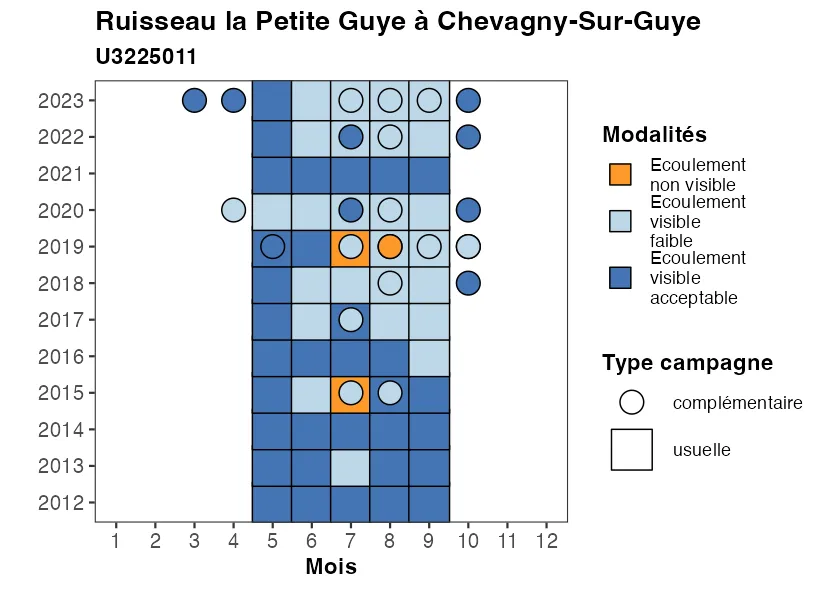 Ruisseau la Petite Guye à Chevagny-Sur-Guye
U3225011
2023
2022
2021
2020
2019
2018
2017
2016
2015
2014
2013
2012
1 2 3 4 5 6 7 8 9 10 11 12
Mois
Modalités
Ecoulement
non visible
Ecoulement
visible
faible
Ecoulement
visible
acceptable
Type campagne
complémentaire
usuelle